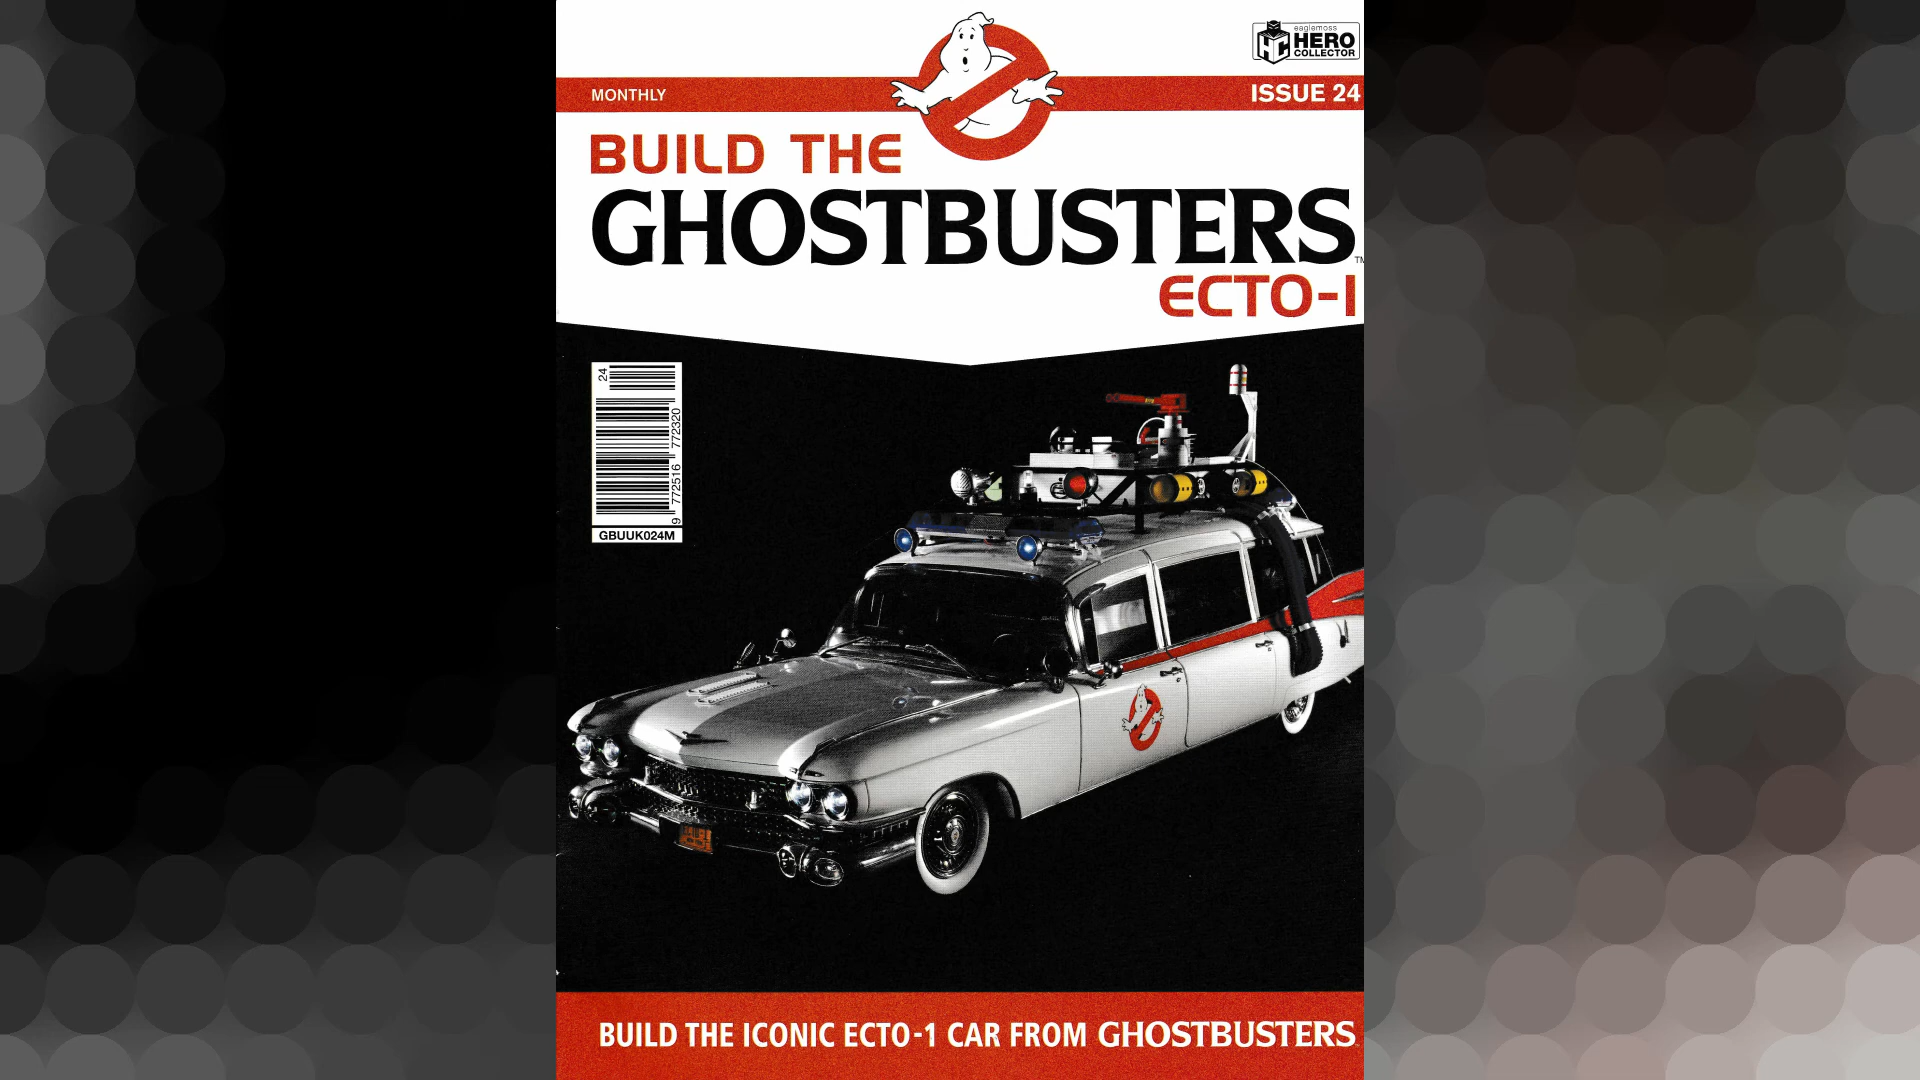 eaglemoss
HERO
COLLECTOR
MONTHLY
ISSUE 24
BUILD THE
GHOSTBUSTERS™
ECTO-1
24
9 772516 772320
GBUUK024M
BUILD THE ICONIC ECTO-1 CAR FROM GHOSTBUSTERS